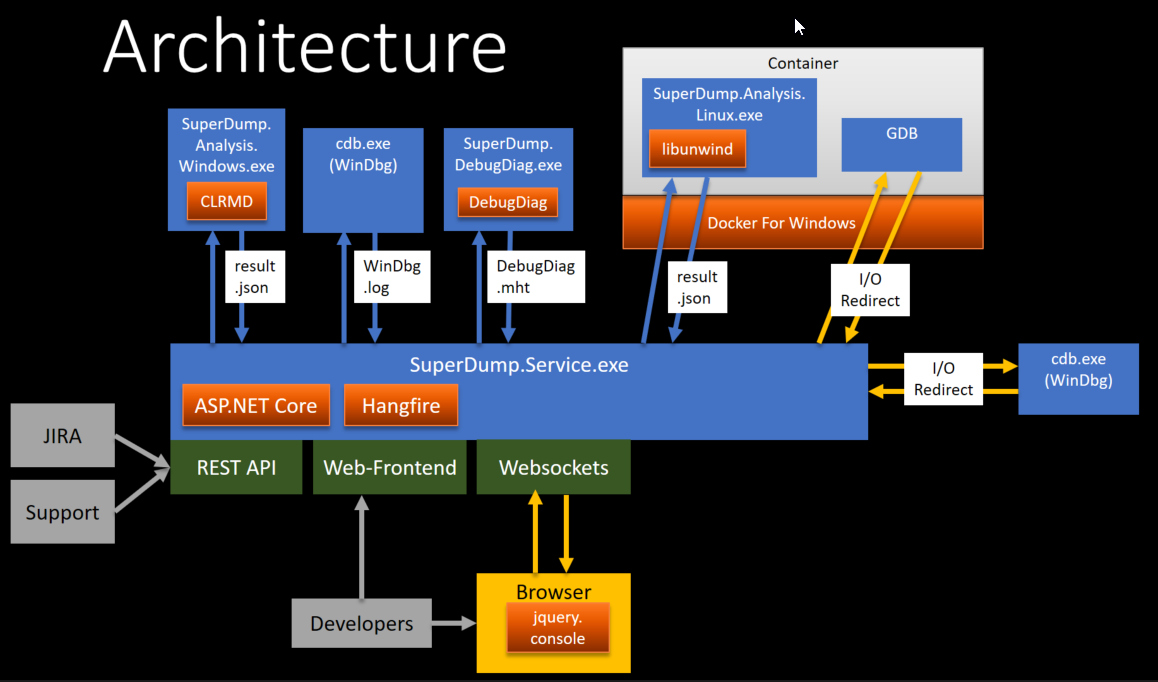 Architecture
Container
SuperDump.
Analysis.
Windows.exe
CLRMD
cdb.exe
(WinDbg)
SuperDump.
DebugDiag.exe
DebugDiag
SuperDump.Analysis.
Linux.exe
libunwind
GDB
Docker For Windows
result
.json
WinDbg
.log
DebugDiag
.mht
result
.json
I/O
Redirect
SuperDump.Service.exe
ASP.NET Core
Hangfire
I/O
Redirect
cdb.exe
(WinDbg)
JIRA
Support
REST API
Web-Frontend
Websockets
Developers
Browser
jquery.
console